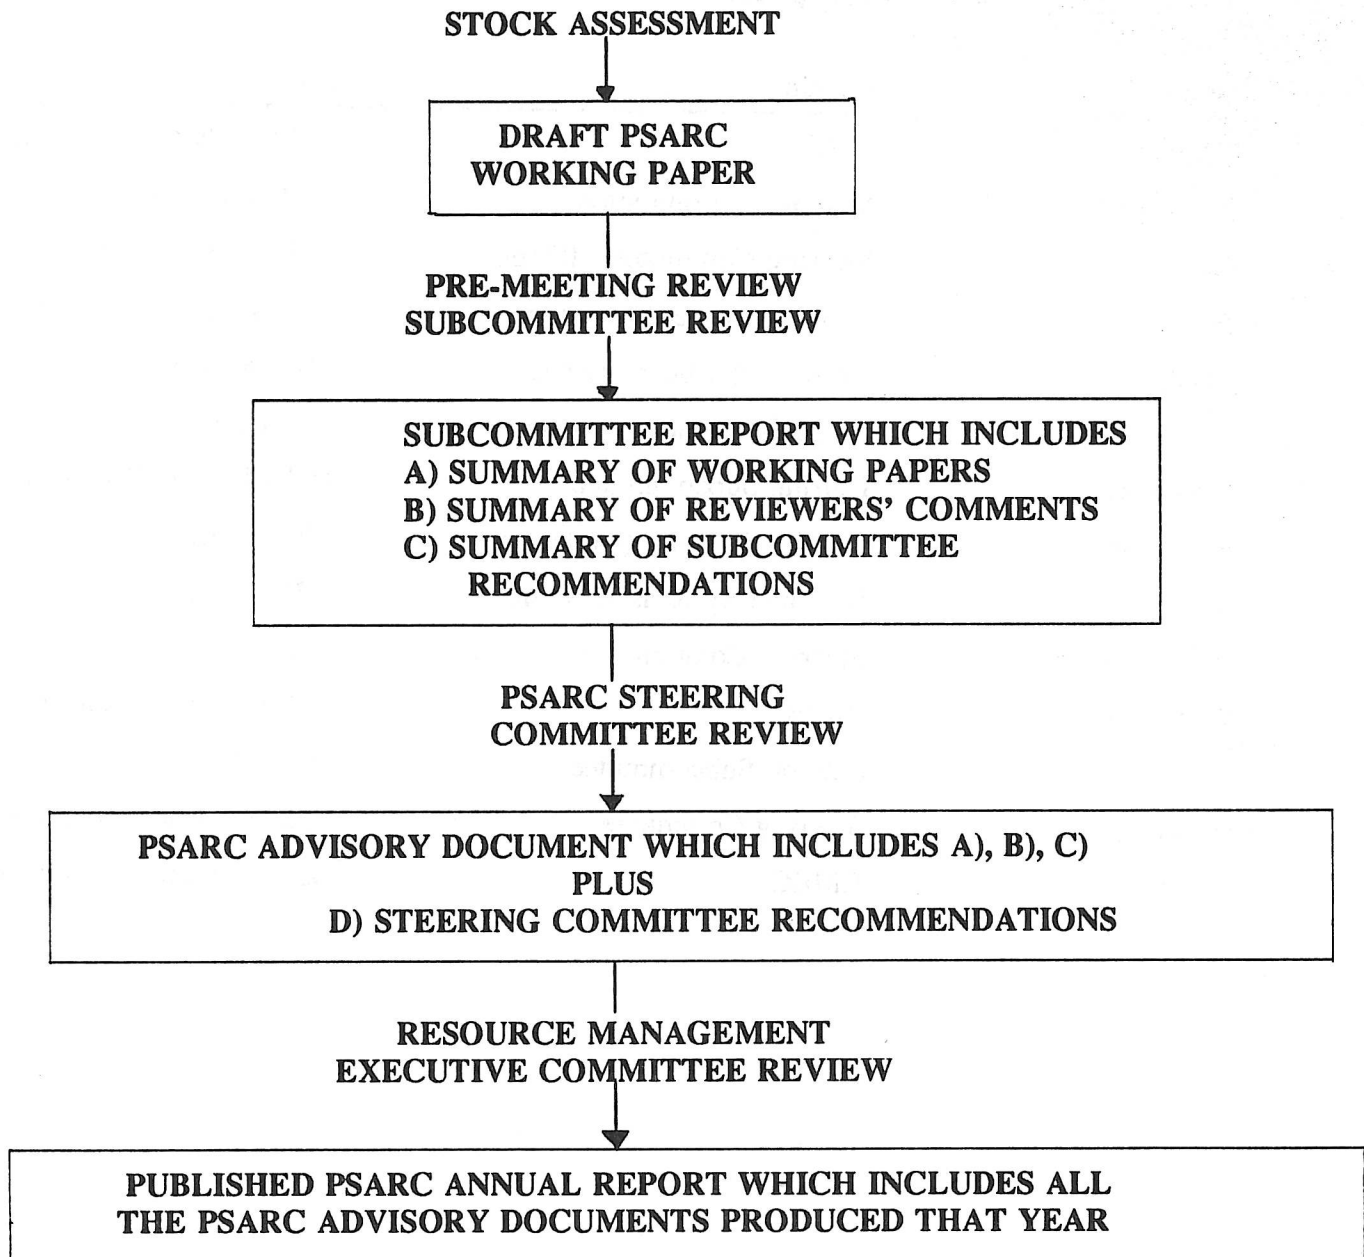 STOCK ASSESSMENT
DRAFT PSARC
WORKING PAPER
PRE-MEETING REVIEW
SUBCOMMITTEE REVIEW
SUBCOMMITTEE REPORT WHICH INCLUDES
A) SUMMARY OF WORKING PAPERS
B) SUMMARY OF REVIEWERS' COMMENTS
C) SUMMARY OF SUBCOMMITTEE
RECOMMENDATIONS
PSARC STEERING
COMMITTEE REVIEW
PSARC ADVISORY DOCUMENT WHICH INCLUDES A), B), C)
PLUS
D) STEERING COMMITTEE RECOMMENDATIONS
RESOURCE MANAGEMENT
EXECUTIVE COMMITTEE REVIEW
PUBLISHED PSARC ANNUAL REPORT WHICH INCLUDES ALL
THE PSARC ADVISORY DOCUMENTS PRODUCED THAT YEAR